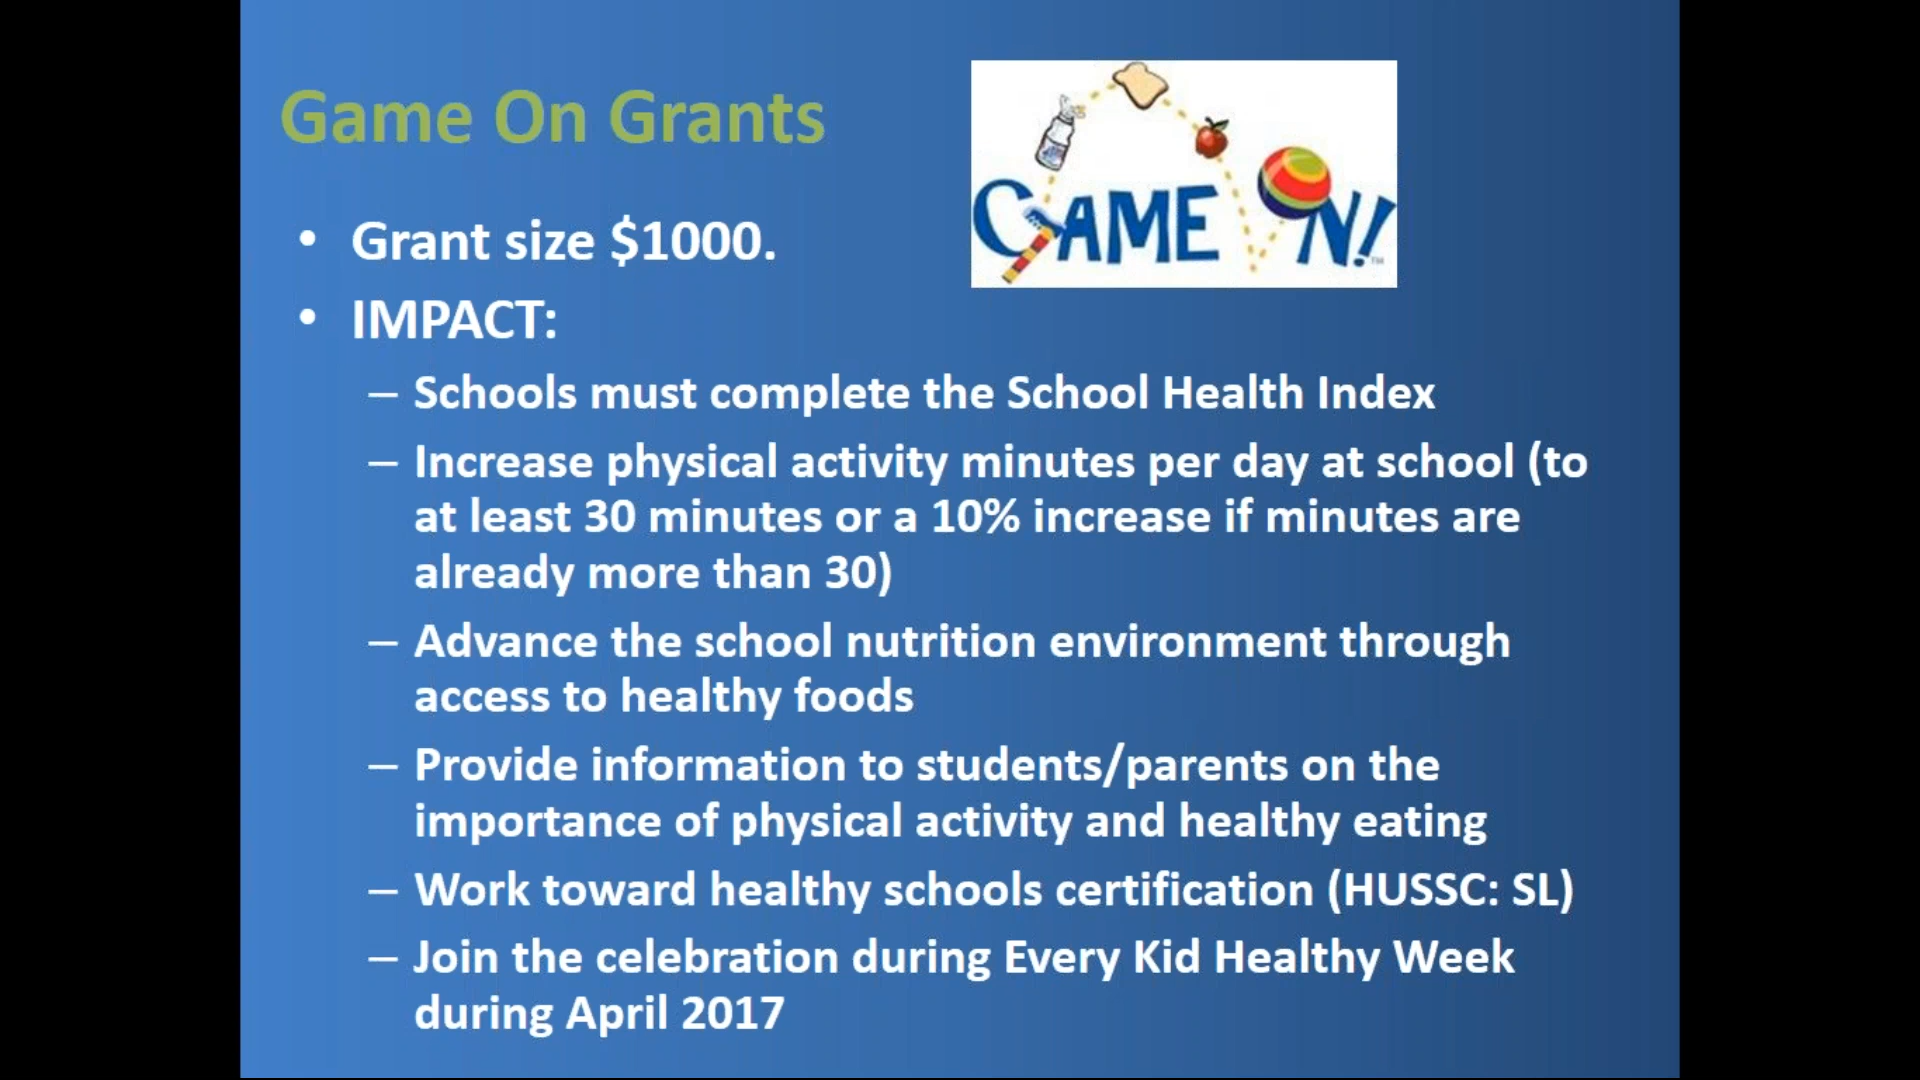 Game On Grants
GAME ON!™
• Grant size $1000.
• IMPACT:
– Schools must complete the School Health Index
– Increase physical activity minutes per day at school (to
at least 30 minutes or a 10% increase if minutes are
already more than 30)
– Advance the school nutrition environment through
access to healthy foods
– Provide information to students/parents on the
importance of physical activity and healthy eating
– Work toward healthy schools certification (HUSSC: SL)
– Join the celebration during Every Kid Healthy Week
during April 2017